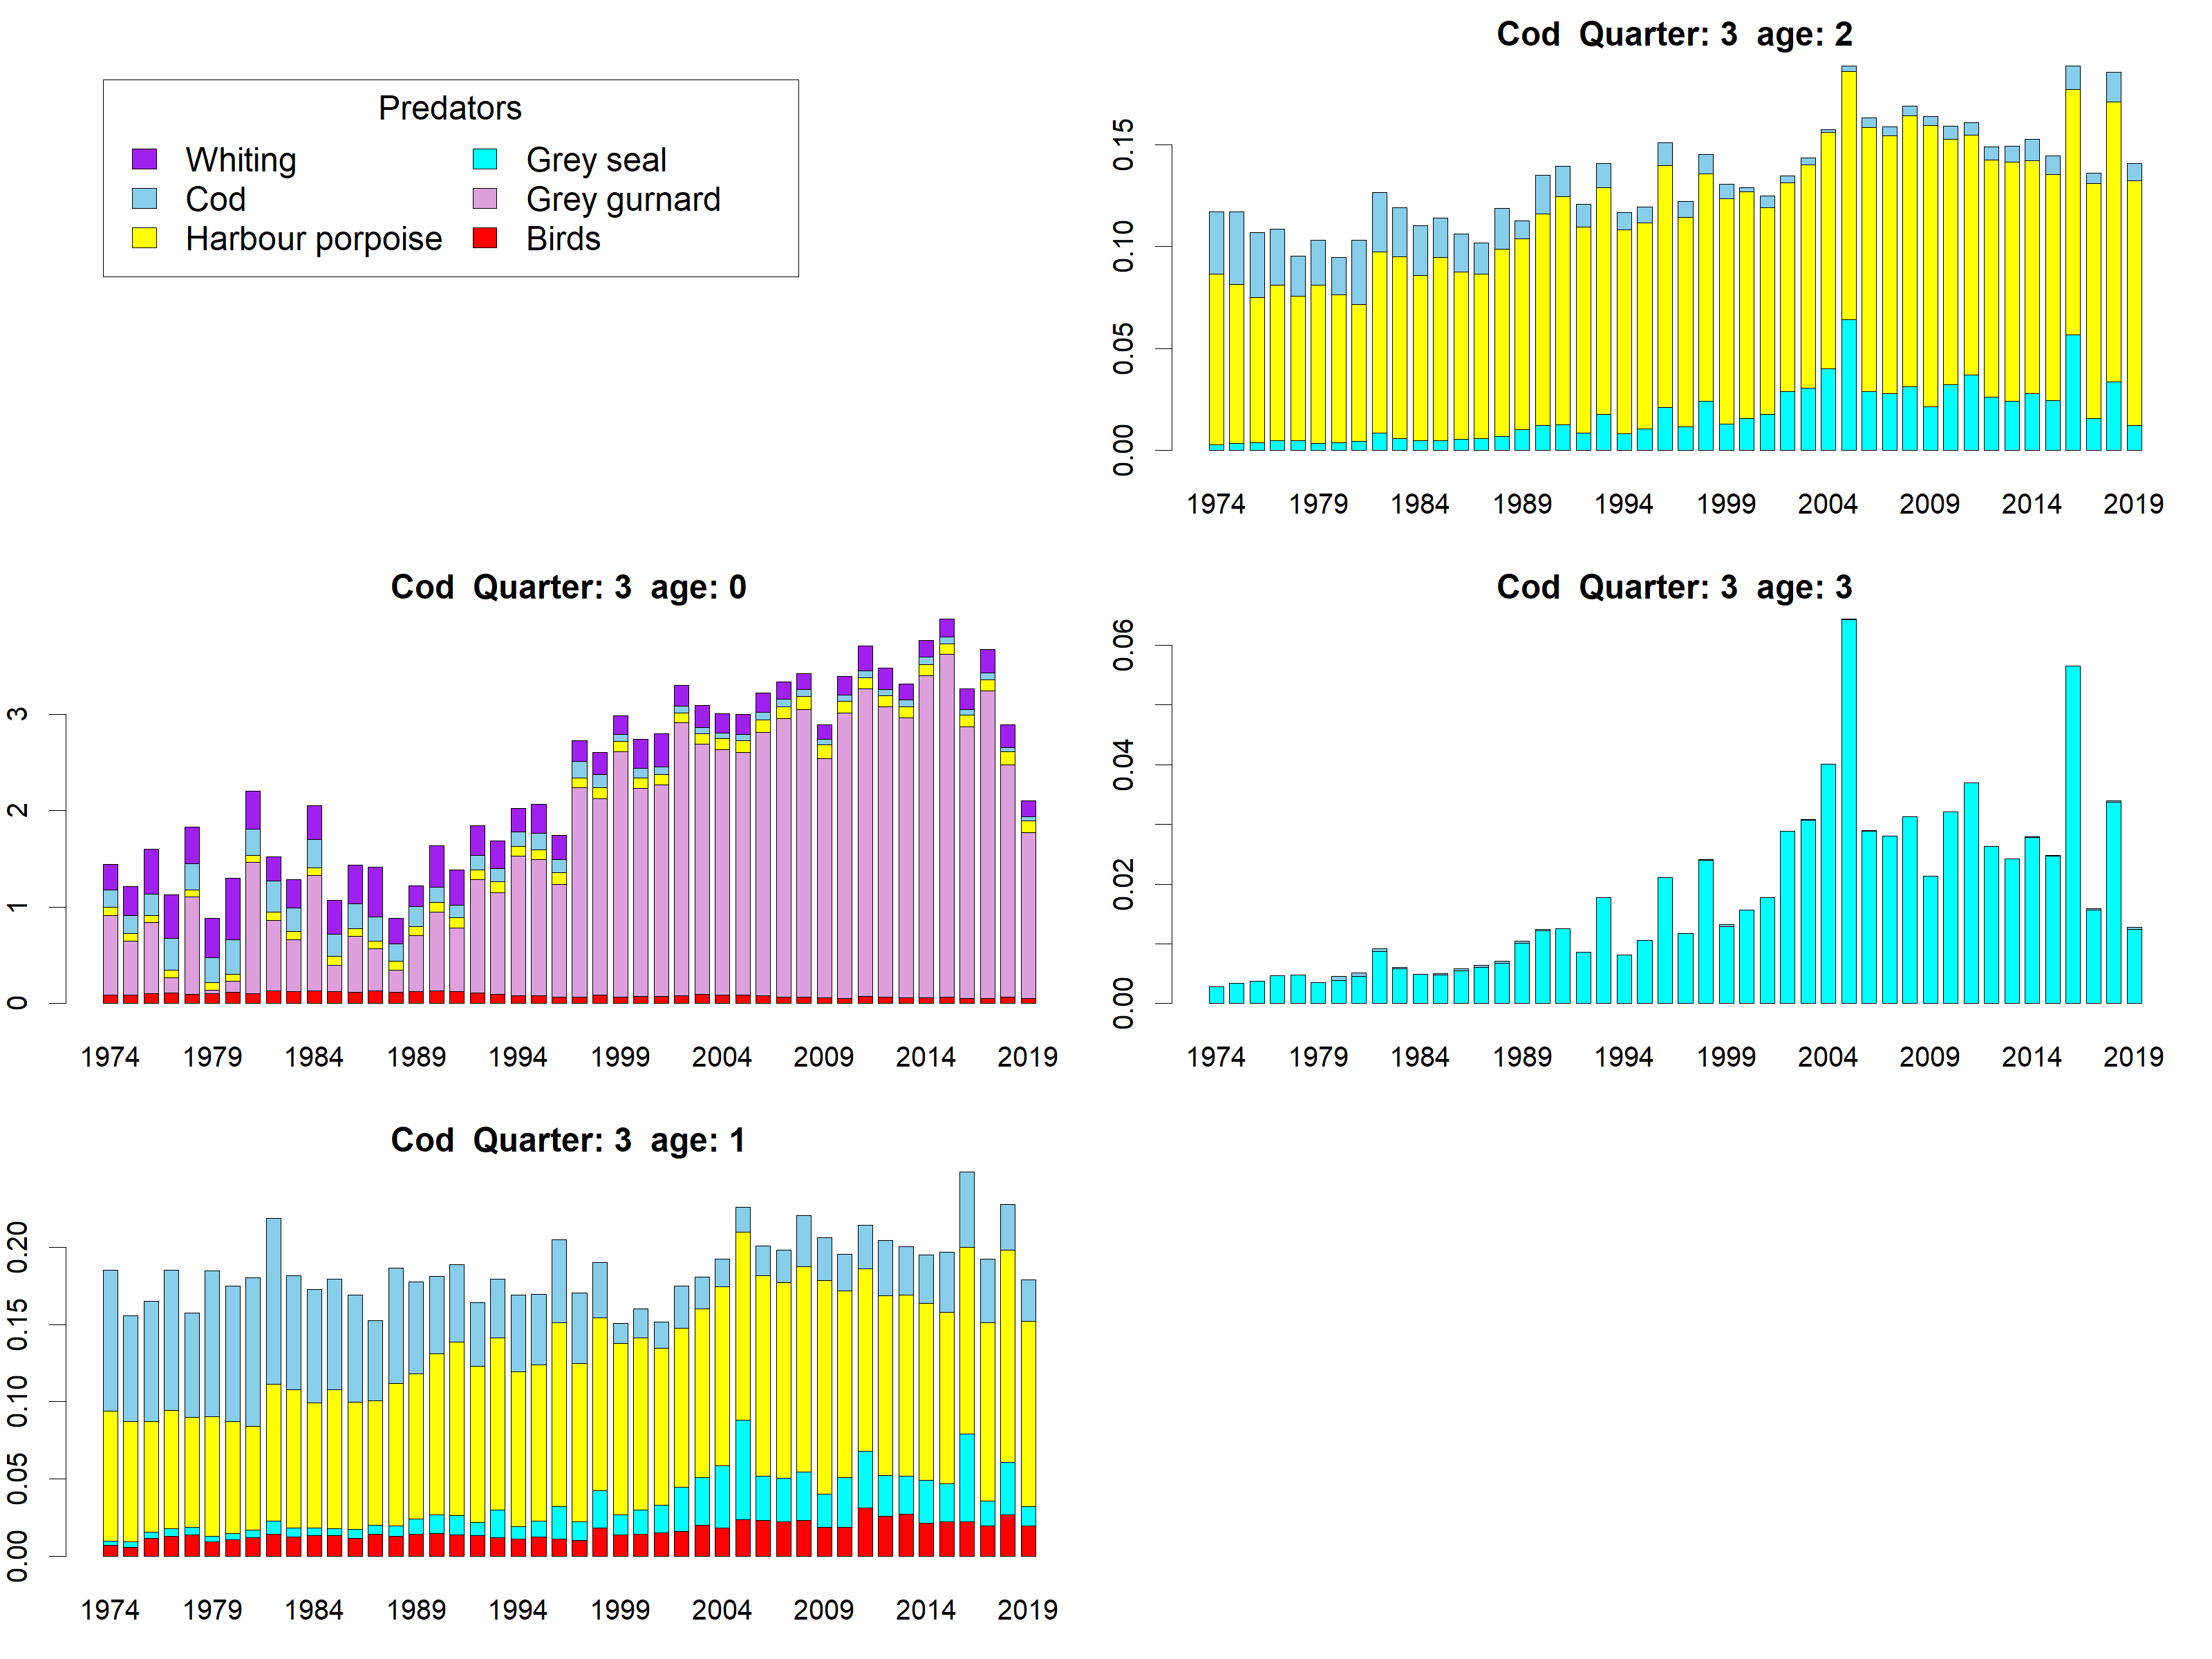 Predators
Whiting
Cod
Harbour porpoise
Grey seal
Grey gurnard
Birds
Cod Quarter: 3 age: 2
0.00 0.05 0.10 0.15
1974 1979 1984 1989 1994 1999 2004 2009 2014 2019
Cod Quarter: 3 age: 0
0 1 2 3
1974 1979 1984 1989 1994 1999 2004 2009 2014 2019
Cod Quarter: 3 age: 3
0.00 0.02 0.04 0.06
1974 1979 1984 1989 1994 1999 2004 2009 2014 2019
Cod Quarter: 3 age: 1
0.00 0.05 0.10 0.15 0.20
1974 1979 1984 1989 1994 1999 2004 2009 2014 2019